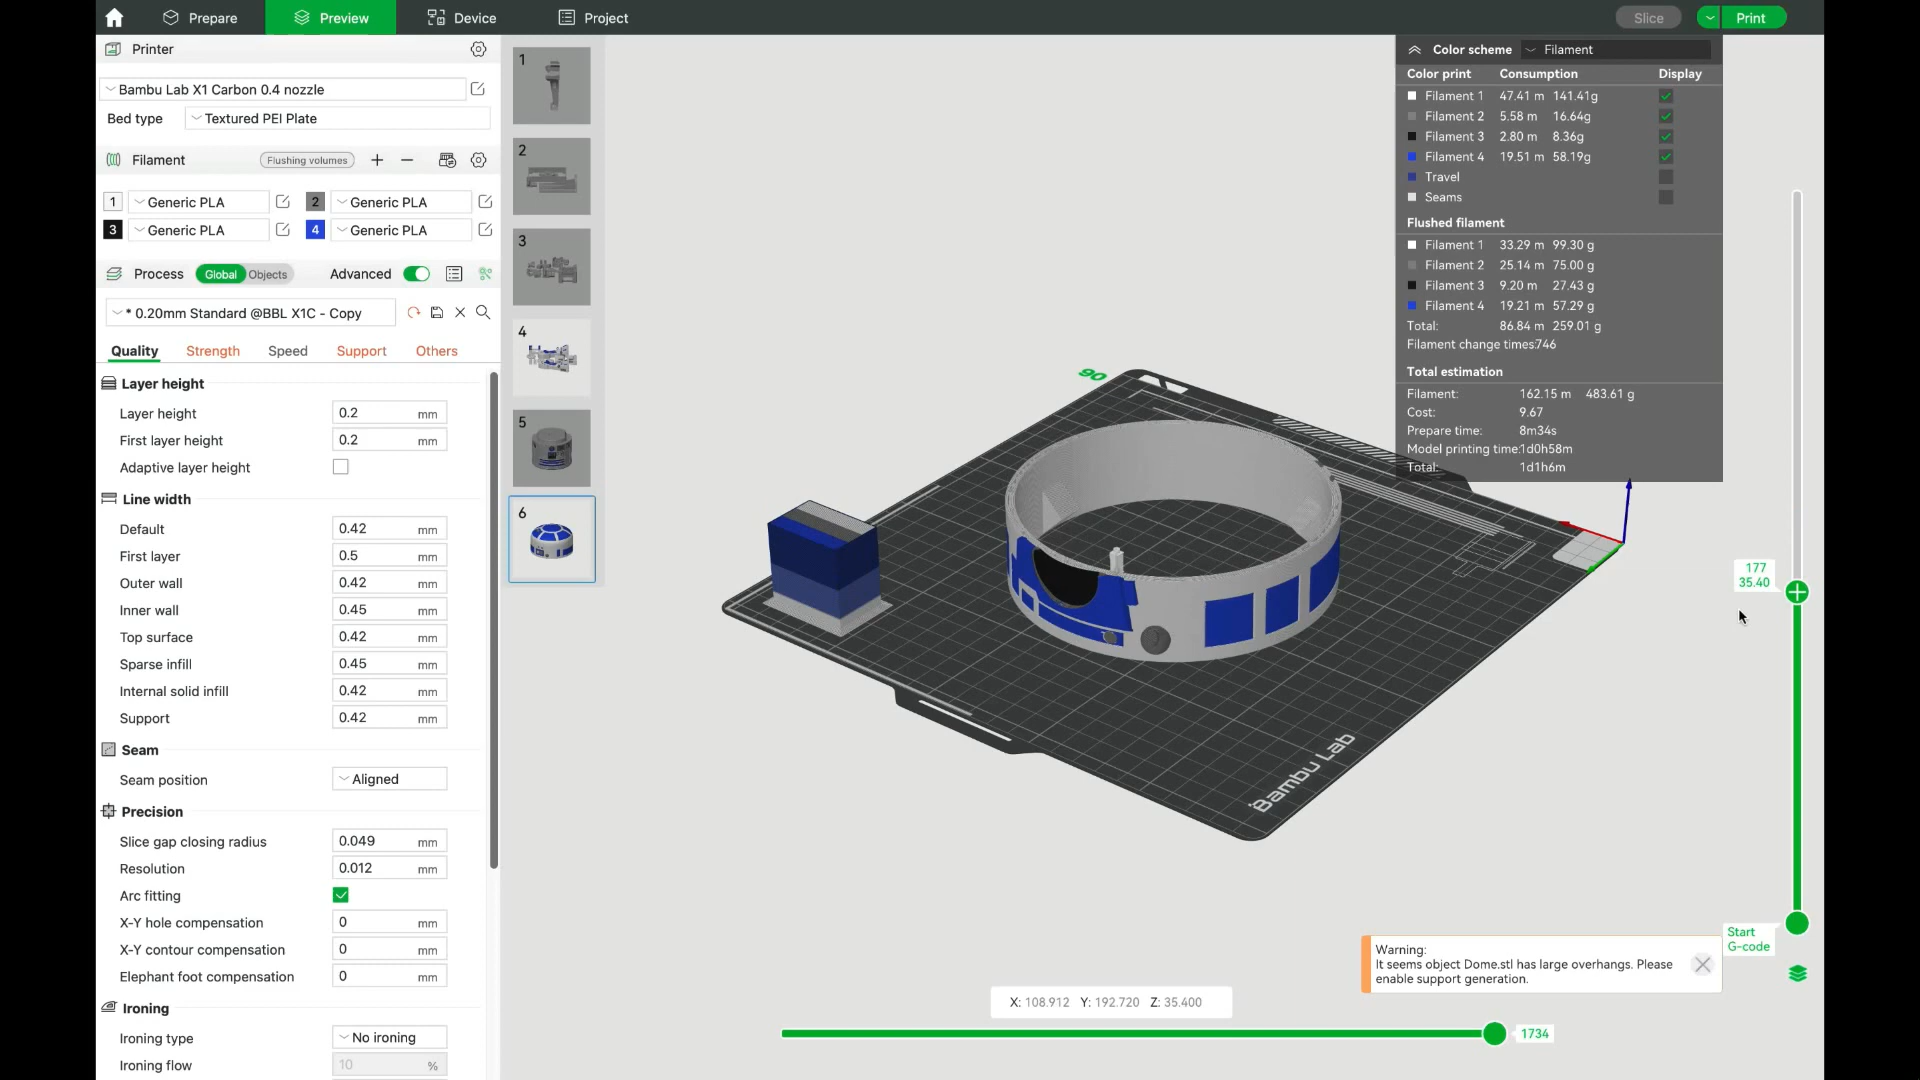 Prepare
Preview
Device
Project
Slice
Print
Printer
Bambu Lab X1 Carbon 0.4 nozzle
Bed type Textured PEI Plate
Filament Flushing volumes
1 Generic PLA 2 Generic PLA
3 Generic PLA 4 Generic PLA
Process Global Objects Advanced
* 0.20mm Standard @BBL X1C - Copy
Quality Strength Speed Support Others
Layer height
Layer height 0.2 mm
First layer height 0.2 mm
Adaptive layer height
Line width
Default 0.42 mm
First layer 0.5 mm
Outer wall 0.42 mm
Inner wall 0.45 mm
Top surface 0.42 mm
Sparse infill 0.45 mm
Internal solid infill 0.42 mm
Support 0.42 mm
Seam
Seam position Aligned
Precision
Slice gap closing radius 0.049 mm
Resolution 0.012 mm
Arc fitting
X-Y hole compensation 0 mm
X-Y contour compensation 0 mm
Elephant foot compensation 0 mm
Ironing
Ironing type No ironing
Ironing flow 10 %
1
2
3
4
5
6
Color scheme Filament
Color print Consumption Display
Filament 1 47.41 m 141.41g
Filament 2 5.58 m 16.64g
Filament 3 2.80 m 8.36g
Filament 4 19.51 m 58.19g
Travel
Seams
Flushed filament
Filament 1 33.29 m 99.30 g
Filament 2 25.14 m 75.00 g
Filament 3 9.20 m 27.43 g
Filament 4 19.21 m 57.29 g
Total: 86.84 m 259.01 g
Filament change times:746
Total estimation
Filament: 162.15 m 483.61 g
Cost: 9.67
Prepare time: 8m34s
Model printing time:1d0h58m
Total: 1d1h6m
90
Bambu Lab
177
35.40
Start
G-code
Warning:
It seems object Dome.stl has large overhangs. Please
enable support generation.
X: 108.912 Y: 192.720 Z: 35.400
1734